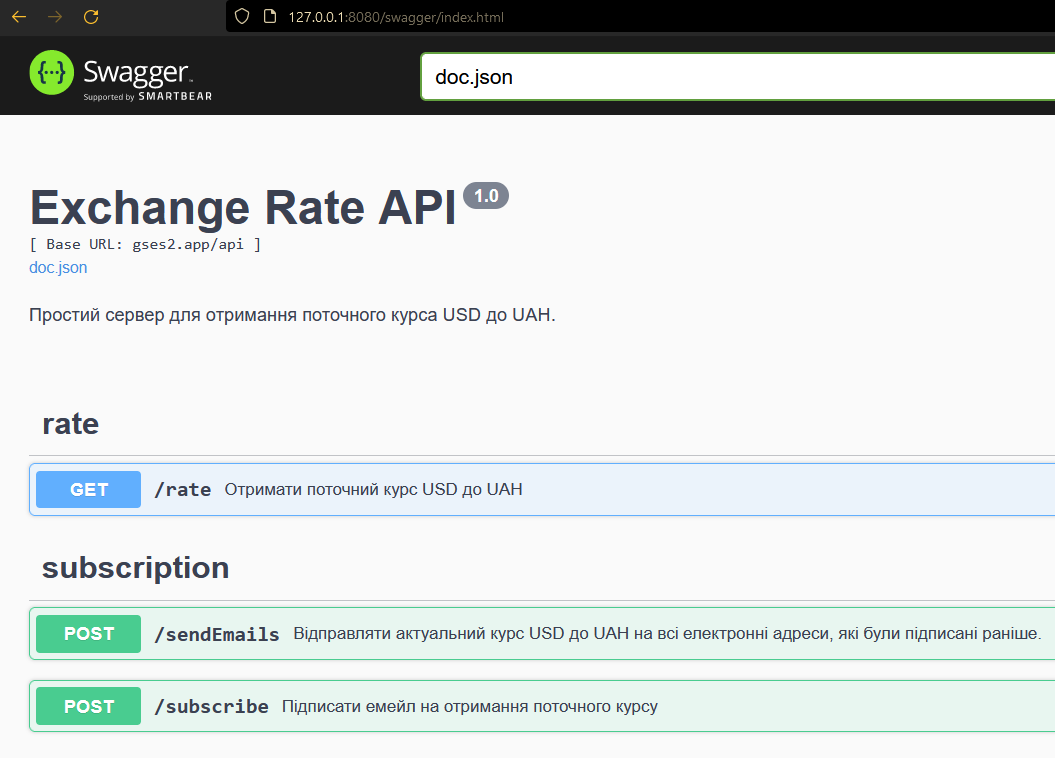 127.0.0.1:8080/swagger/index.html
{···} Swagger™
Supported by SMARTBEAR
doc.json
Exchange Rate API 1.0
[ Base URL: gses2.app/api ]
doc.json
Простий сервер для отримання поточного курса USD до UAH.
rate
GET /rate Отримати поточний курс USD до UAH
subscription
POST /sendEmails Відправляти актуальний курс USD до UAH на всі електронні адреси, які були підписані раніше.
POST /subscribe Підписати емейл на отримання поточного курсу